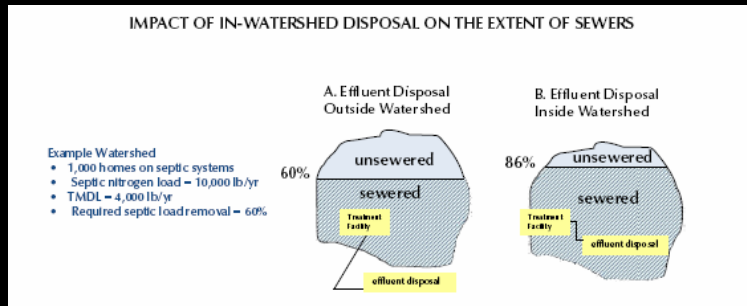 IMPACT OF IN-WATERSHED DISPOSAL ON THE EXTENT OF SEWERS
Example Watershed
• 1,000 homes on septic systems
• Septic nitrogen load = 10,000 lb/yr
• TMDL = 4,000 lb/yr
• Required septic load removal = 60%
A. Effluent Disposal
Outside Watershed
60%
unsewered
sewered
Treatment
Facility
effluent disposal
B. Effluent Disposal
Inside Watershed
86%
unsewered
sewered
Treatment
Facility
effluent disposal